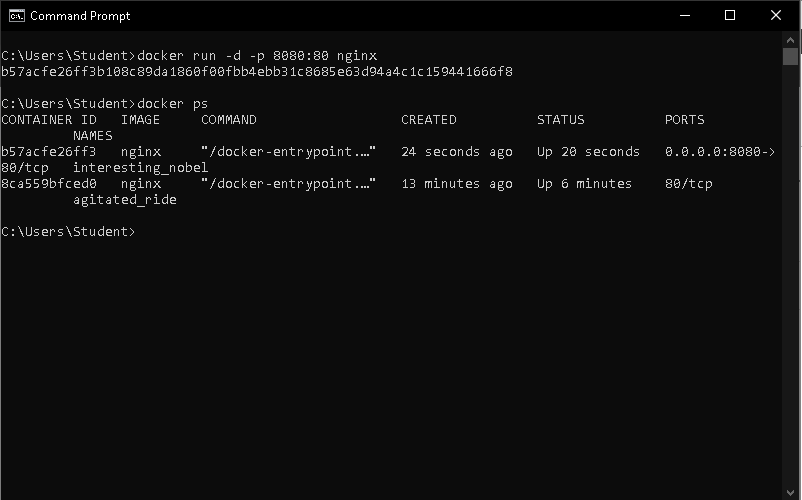 Command Prompt
C:\Users\Student>docker run -d -p 8080:80 nginx
b57acfe26ff3b108c89da1860f00fbb4ebb31c8685e63d94a4c1c159441666f8
C:\Users\Student>docker ps
CONTAINER ID   IMAGE     COMMAND                  CREATED          STATUS          PORTS
         NAMES
b57acfe26ff3   nginx     "/docker-entrypoint.…"   24 seconds ago   Up 20 seconds   0.0.0.0:8080->
80/tcp   interesting_nobel
8ca559bfced0   nginx     "/docker-entrypoint.…"   13 minutes ago   Up 6 minutes    80/tcp
         agitated_ride
C:\Users\Student>